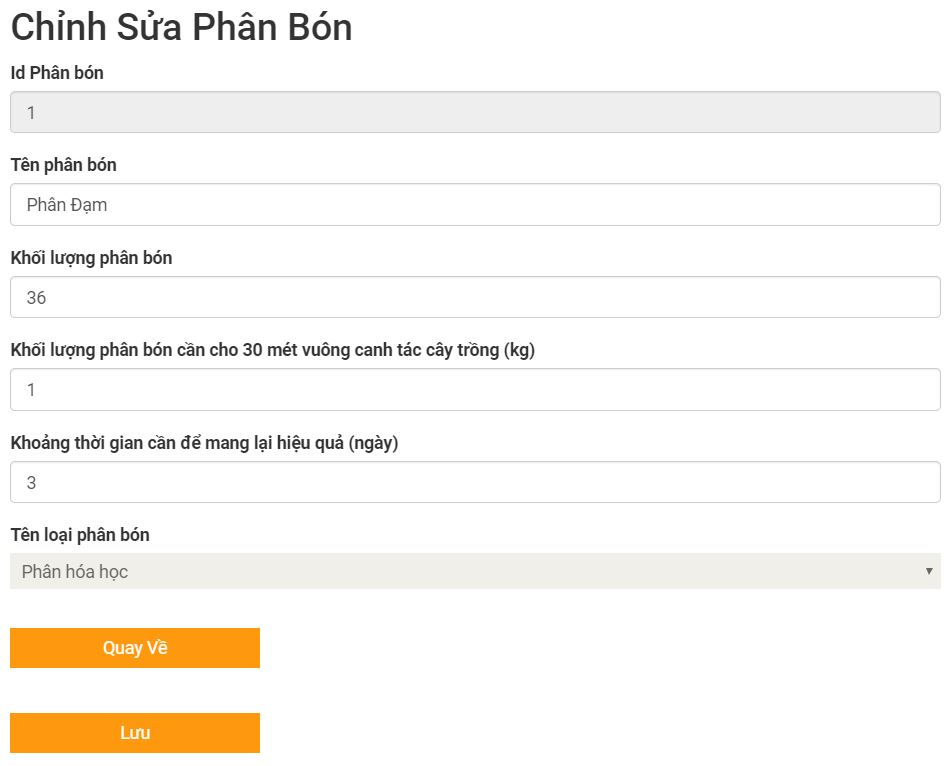 Chỉnh Sửa Phân Bón
Id Phân bón
1
Tên phân bón
Phân Đạm
Khối lượng phân bón
36
Khối lượng phân bón cần cho 30 mét vuông canh tác cây trồng (kg)
1
Khoảng thời gian cần để mang lại hiệu quả (ngày)
3
Tên loại phân bón
Phân hóa học
Quay Về
Lưu